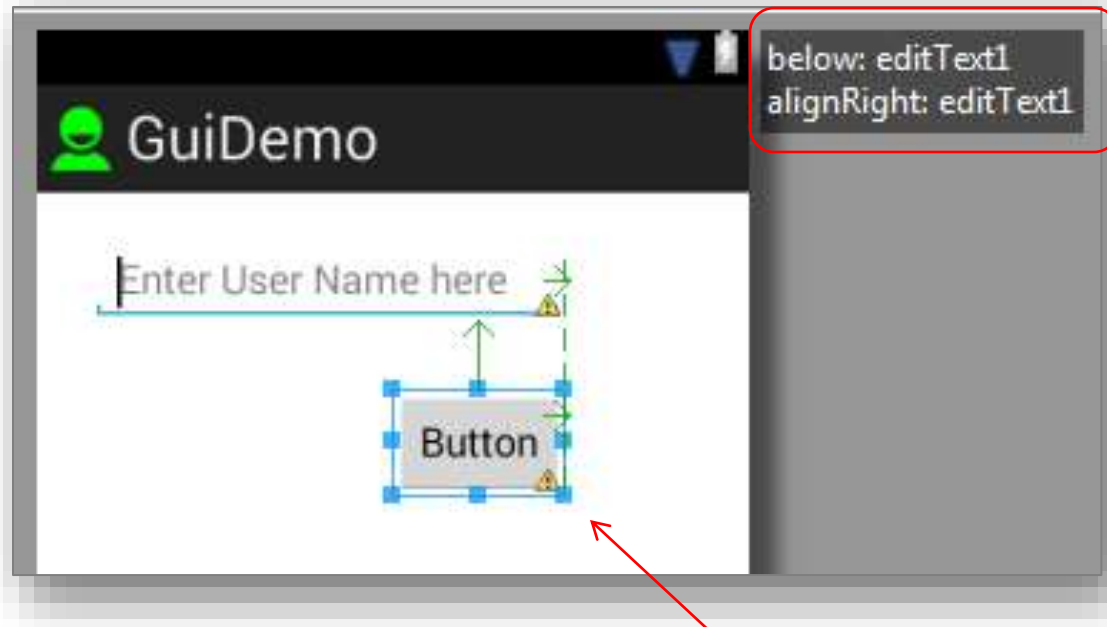 below: editText1
alignRight: editText1
GuiDemo
Enter User Name here
Button